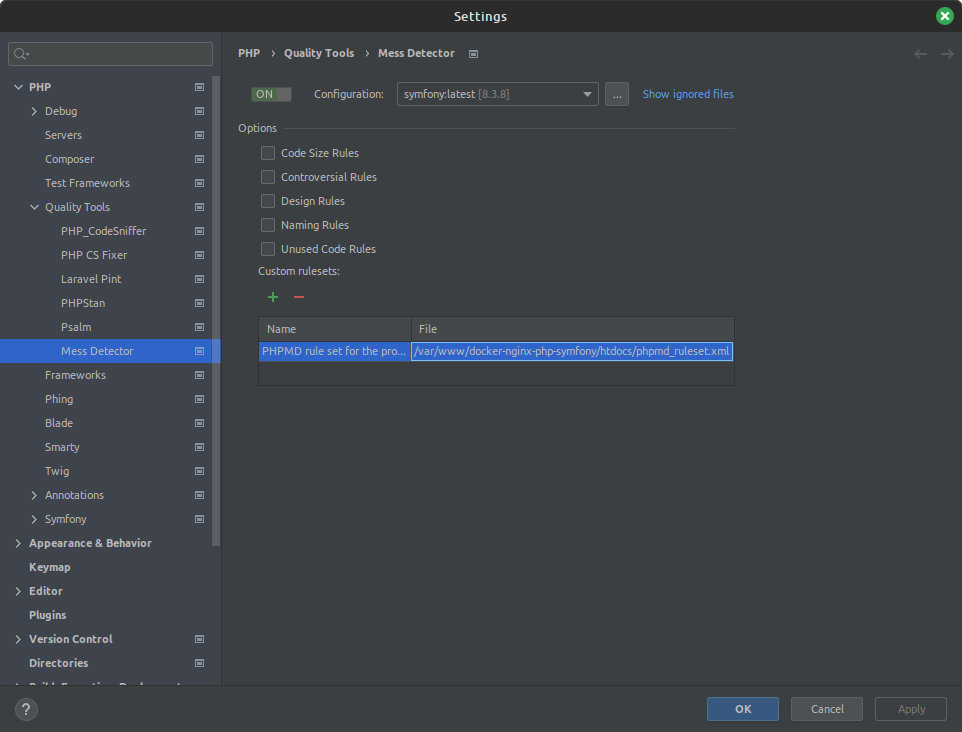 Settings
PHP
Debug
Servers
Composer
Test Frameworks
Quality Tools
PHP_CodeSniffer
PHP CS Fixer
Laravel Pint
PHPStan
Psalm
Mess Detector
Frameworks
Phing
Blade
Smarty
Twig
Annotations
Symfony
Appearance & Behavior
Keymap
Editor
Plugins
Version Control
Directories
PHP › Quality Tools › Mess Detector
ON Configuration: symfony:latest [8.3.8] ... Show ignored files
Options
Code Size Rules
Controversial Rules
Design Rules
Naming Rules
Unused Code Rules
Custom rulesets:
+ −
Name File
PHPMD rule set for the pro... /var/www/docker-nginx-php-symfony/htdocs/phpmd_ruleset.xml
? OK Cancel Apply